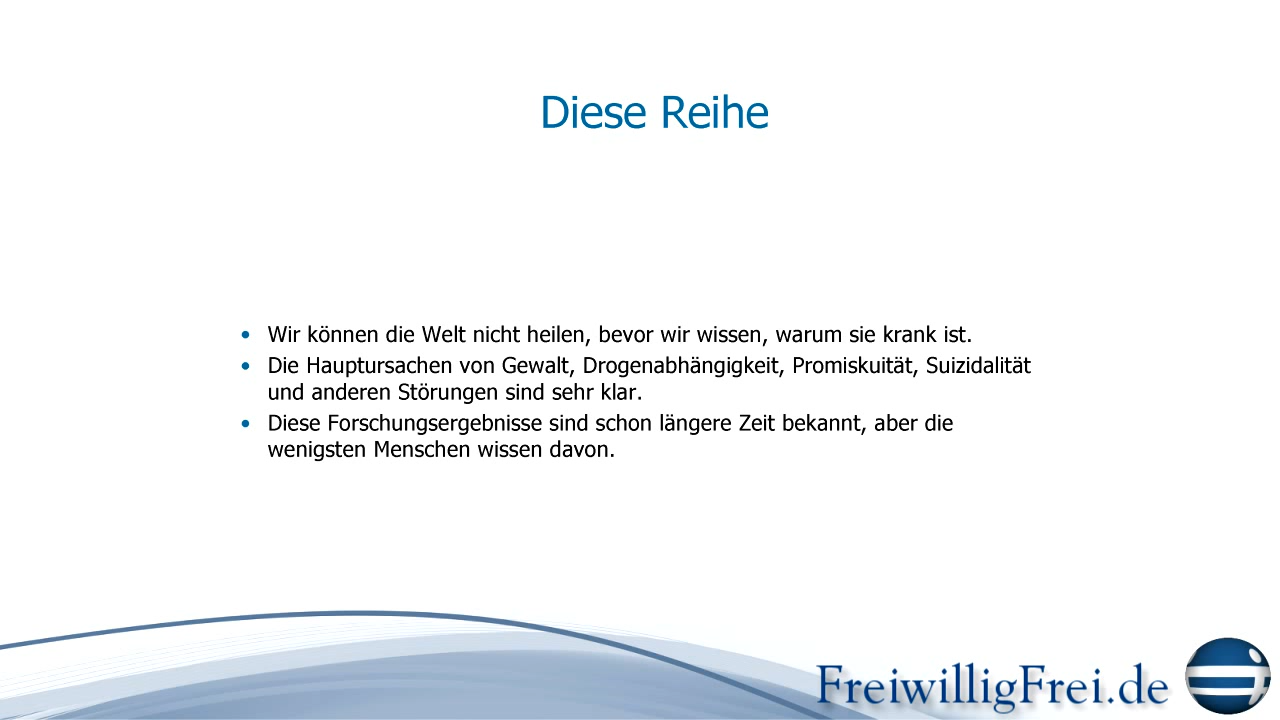 Diese Reihe
• Wir können die Welt nicht heilen, bevor wir wissen, warum sie krank ist.
• Die Hauptursachen von Gewalt, Drogenabhängigkeit, Promiskuität, Suizidalität
und anderen Störungen sind sehr klar.
• Diese Forschungsergebnisse sind schon längere Zeit bekannt, aber die
wenigsten Menschen wissen davon.
FreiwilligFrei.de